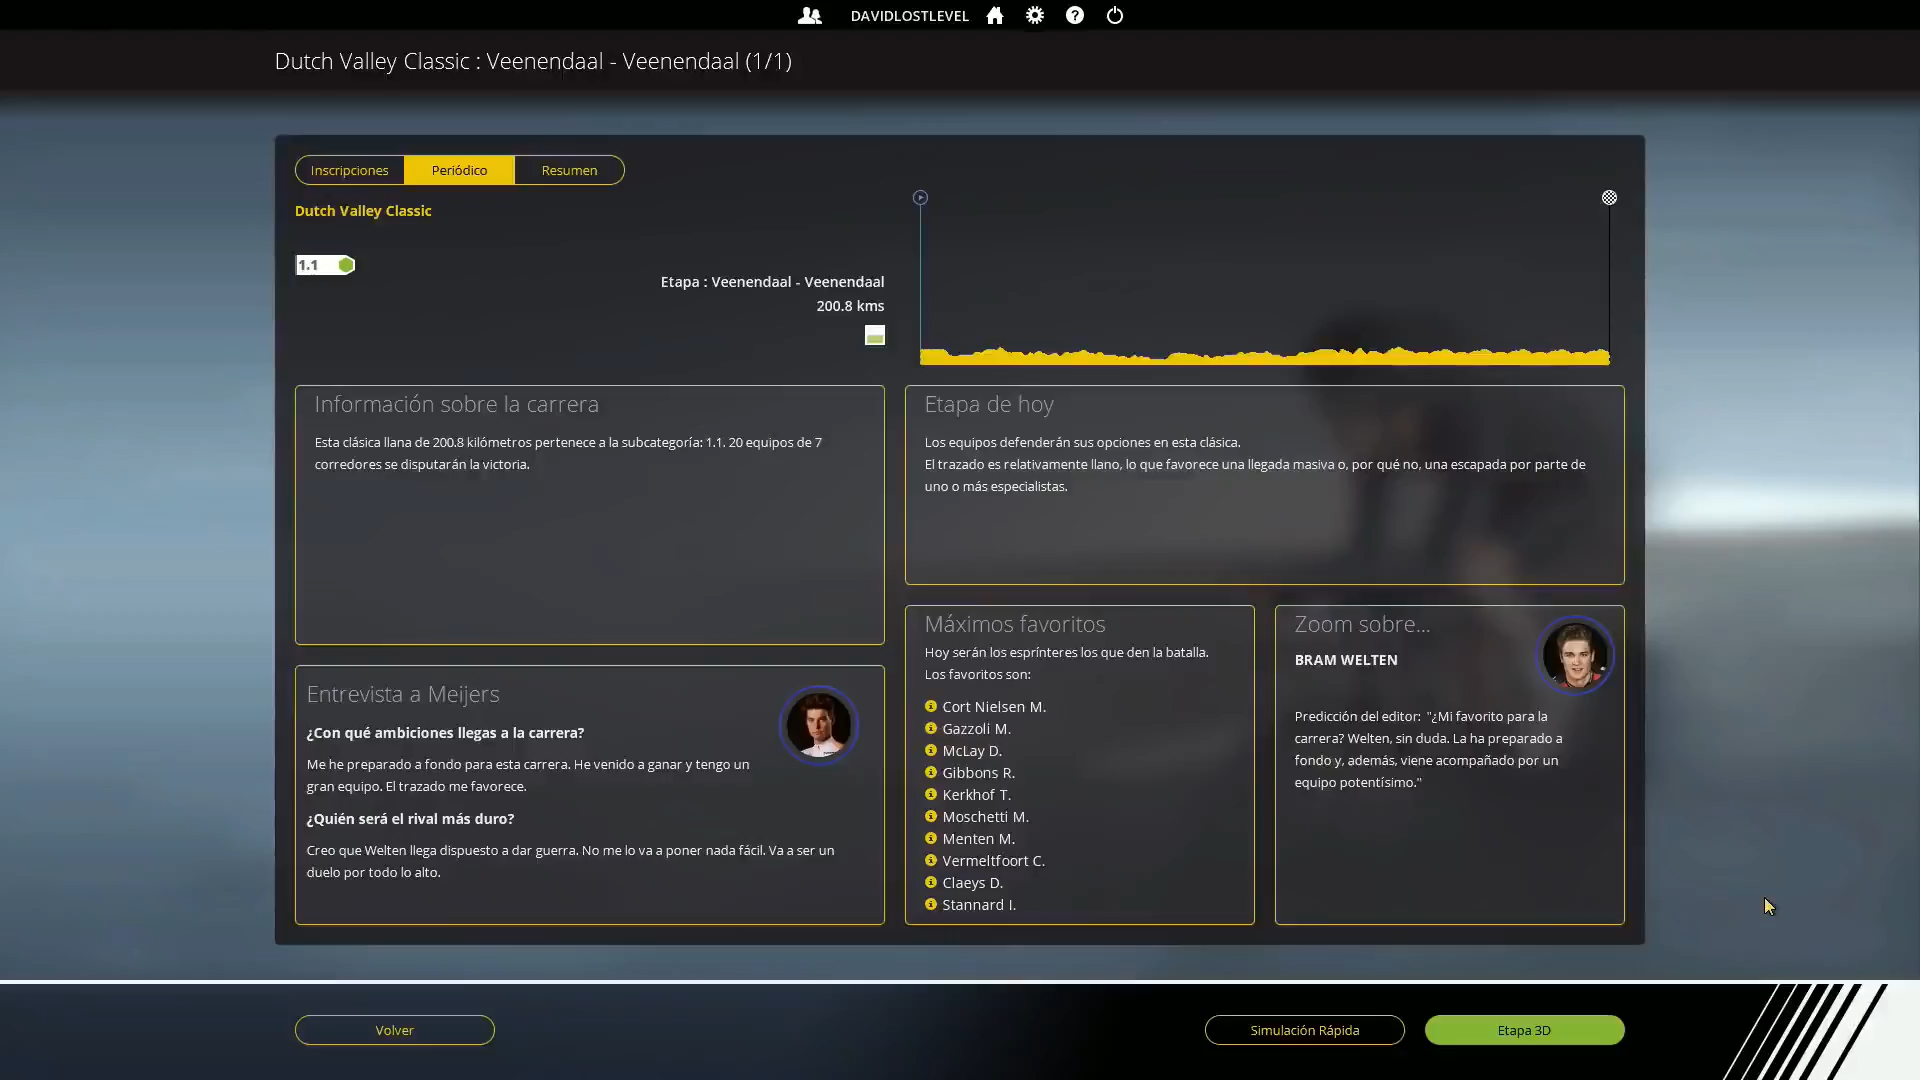 DAVIDLOSTLEVEL
Dutch Valley Classic : Veenendaal - Veenendaal (1/1)
Inscripciones
Periódico
Resumen
Dutch Valley Classic
1.1
Etapa : Veenendaal - Veenendaal
200.8 kms
Información sobre la carrera
Esta clásica llana de 200.8 kilómetros pertenece a la subcategoría: 1.1. 20 equipos de 7
corredores se disputarán la victoria.
Etapa de hoy
Los equipos defenderán sus opciones en esta clásica.
El trazado es relativamente llano, lo que favorece una llegada masiva o, por qué no, una escapada por parte de
uno o más especialistas.
Entrevista a Meijers
¿Con qué ambiciones llegas a la carrera?
Me he preparado a fondo para esta carrera. He venido a ganar y tengo un
gran equipo. El trazado me favorece.
¿Quién será el rival más duro?
Creo que Welten llega dispuesto a dar guerra. No me lo va a poner nada fácil. Va a ser un
duelo por todo lo alto.
Máximos favoritos
Hoy serán los esprínteres los que den la batalla.
Los favoritos son:
Cort Nielsen M.
Gazzoli M.
McLay D.
Gibbons R.
Kerkhof T.
Moschetti M.
Menten M.
Vermeltfoort C.
Claeys D.
Stannard I.
Zoom sobre...
BRAM WELTEN
Predicción del editor: "¿Mi favorito para la
carrera? Welten, sin duda. La ha preparado a
fondo y, además, viene acompañado por un
equipo potentísimo."
Volver
Simulación Rápida
Etapa 3D